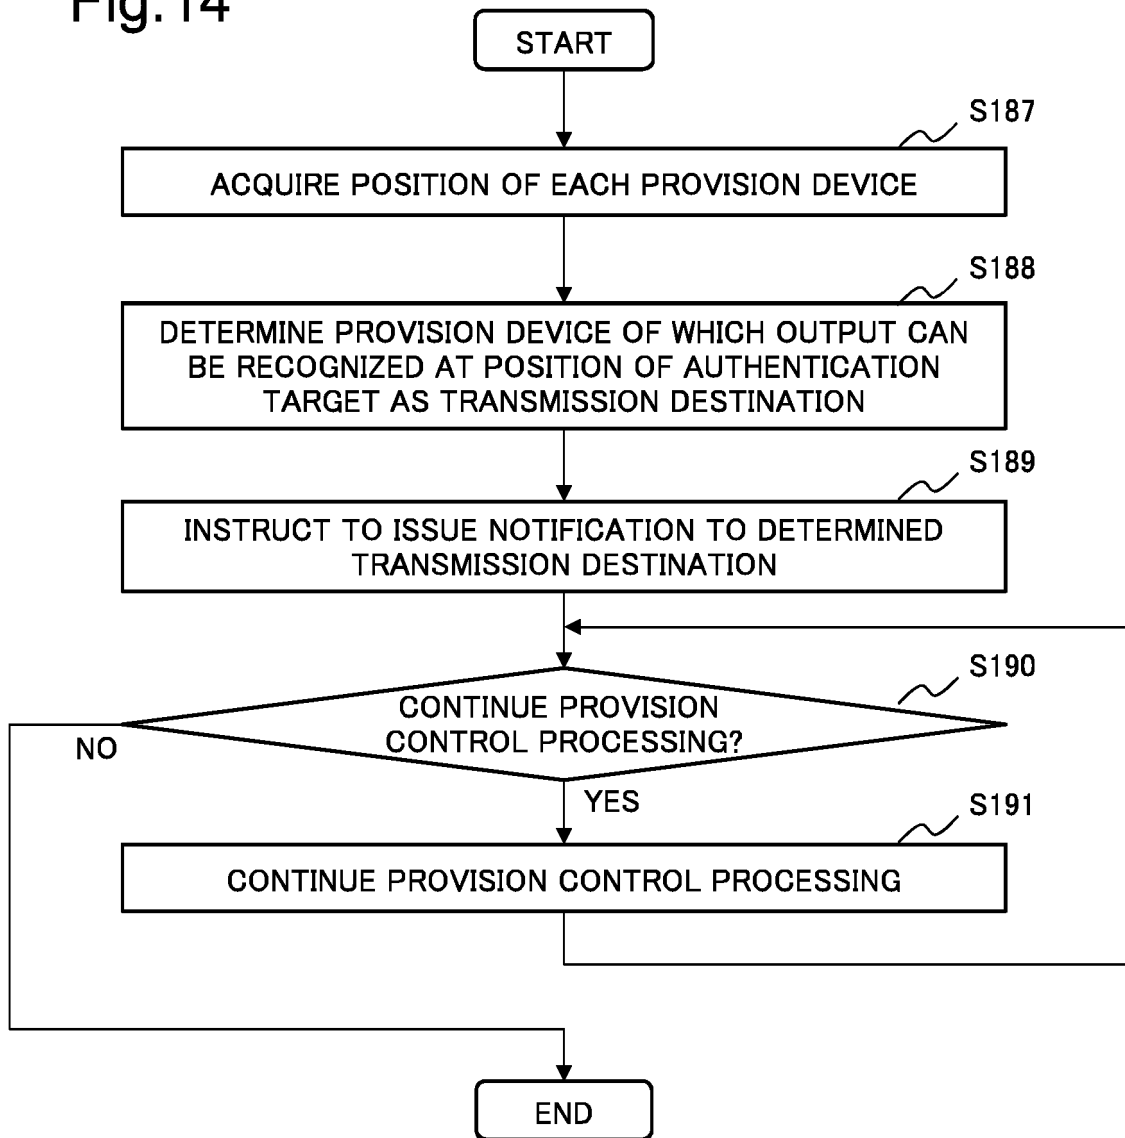 Fig.14
START
S187
ACQUIRE POSITION OF EACH PROVISION DEVICE
S188
DETERMINE PROVISION DEVICE OF WHICH OUTPUT CAN
BE RECOGNIZED AT POSITION OF AUTHENTICATION
TARGET AS TRANSMISSION DESTINATION
S189
INSTRUCT TO ISSUE NOTIFICATION TO DETERMINED
TRANSMISSION DESTINATION
S190
CONTINUE PROVISION
CONTROL PROCESSING?
NO
YES
S191
CONTINUE PROVISION CONTROL PROCESSING
END